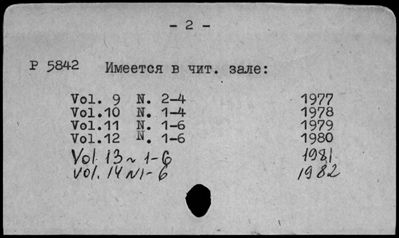 - 2 -
P 5842 Имеется в чит. зале:
Vol. 9 N. 2-4 1977
Vol.10 N. 1-4 1978
Vol.11 N. 1-6 1979
Vol.12 N. 1-6 1980
Vol. 13 N 1-6 1981
vol. 14 N 1-6 1982